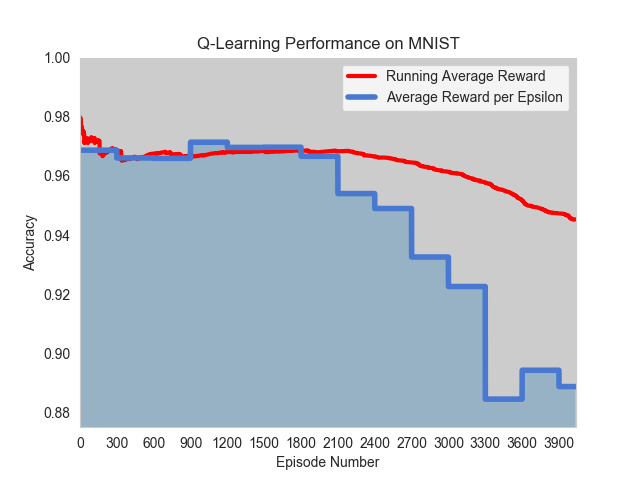 Q-Learning Performance on MNIST
Running Average Reward
Average Reward per Epsilon
Accuracy
1.00
0.98
0.96
0.94
0.92
0.90
0.88
0 300 600 900 1200 1500 1800 2100 2400 2700 3000 3300 3600 3900
Episode Number